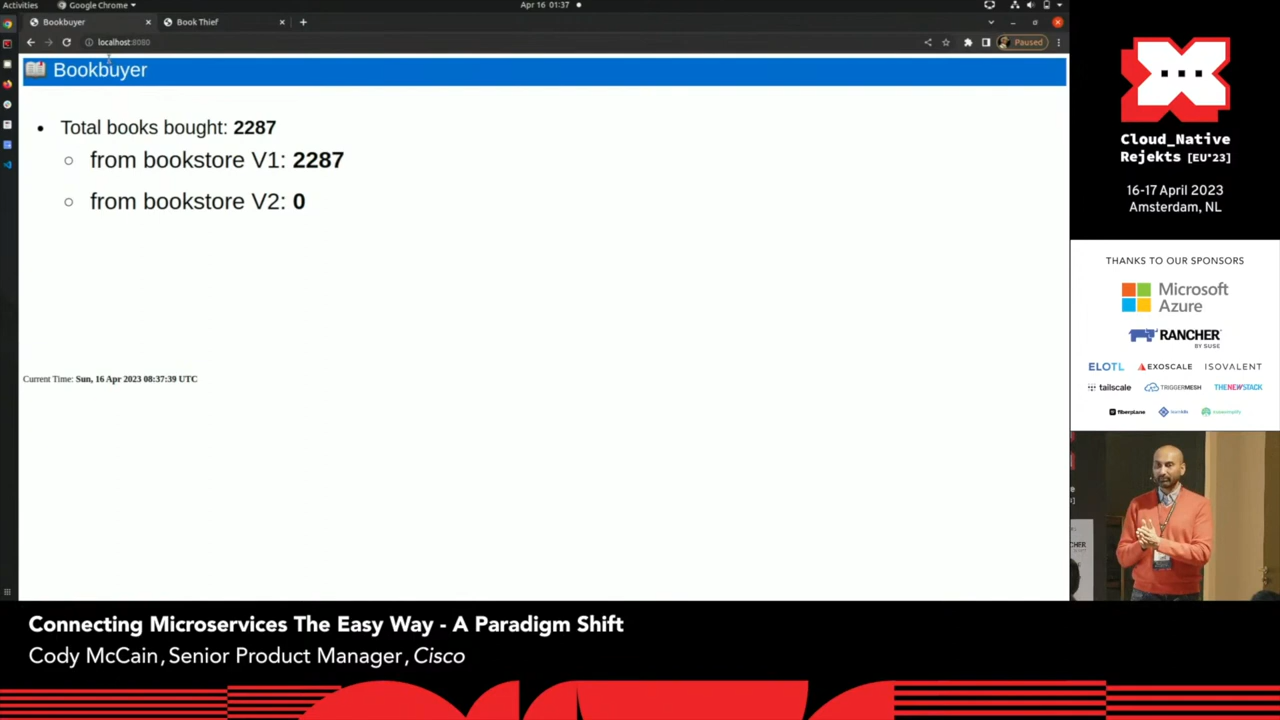 Activities
Google Chrome
Apr 16 01:37
Bookbuyer
Book Thief
localhost:8080
Paused
Bookbuyer
Total books bought: 2287
from bookstore V1: 2287
from bookstore V2: 0
Current Time: Sun, 16 Apr 2023 08:37:39 UTC
Cloud_Native
Rejekts [EU'23]
16-17 April 2023
Amsterdam, NL
THANKS TO OUR SPONSORS
Microsoft
Azure
RANCHER
BY SUSE
ELOTL
EXOSCALE
ISOVALENT
tailscale
TRIGGERMESH
THENEWSTACK
fiberplane
Connecting Microservices The Easy Way - A Paradigm Shift
Cody McCain, Senior Product Manager, Cisco